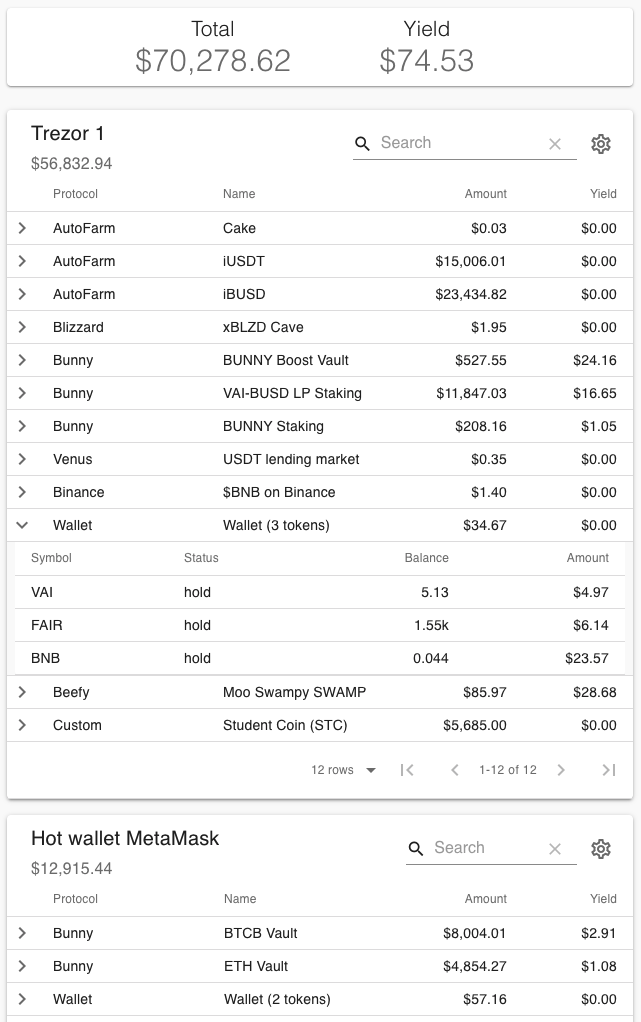 Total Yield
$70,278.62 $74.53
Trezor 1
$56,832.94
Search
Protocol Name Amount Yield
AutoFarm Cake $0.03 $0.00
AutoFarm iUSDT $15,006.01 $0.00
AutoFarm iBUSD $23,434.82 $0.00
Blizzard xBLZD Cave $1.95 $0.00
Bunny BUNNY Boost Vault $527.55 $24.16
Bunny VAI-BUSD LP Staking $11,847.03 $16.65
Bunny BUNNY Staking $208.16 $1.05
Venus USDT lending market $0.35 $0.00
Binance $BNB on Binance $1.40 $0.00
Wallet Wallet (3 tokens) $34.67 $0.00
Symbol Status Balance Amount
VAI hold 5.13 $4.97
FAIR hold 1.55k $6.14
BNB hold 0.044 $23.57
Beefy Moo Swampy SWAMP $85.97 $28.68
Custom Student Coin (STC) $5,685.00 $0.00
12 rows 1-12 of 12
Hot wallet MetaMask
$12,915.44
Search
Protocol Name Amount Yield
Bunny BTCB Vault $8,004.01 $2.91
Bunny ETH Vault $4,854.27 $1.08
Wallet Wallet (2 tokens) $57.16 $0.00